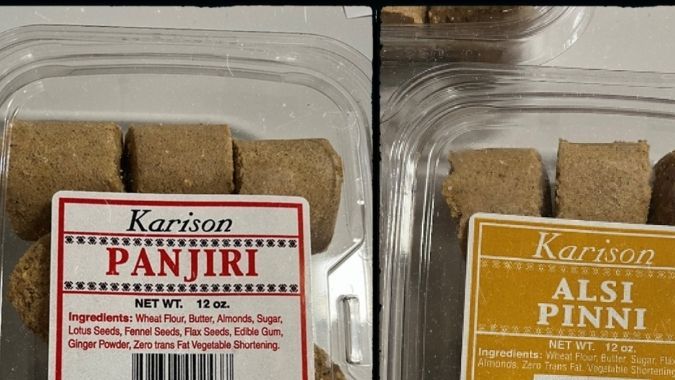 Karison
PANJIRI
NET WT. 12 oz.
Ingredients: Wheat Flour, Butter, Almonds, Sugar,
Lotus Seeds, Fennel Seeds, Flax Seeds, Edible Gum,
Ginger Powder, Zero trans Fat Vegetable Shortening.
Karison
ALSI
PINNI
NET WT. 12 oz.
Ingredients: Wheat Flour, Butter, Sugar, Flax
Almonds, Zero Trans Fat. Vegetable Shortening